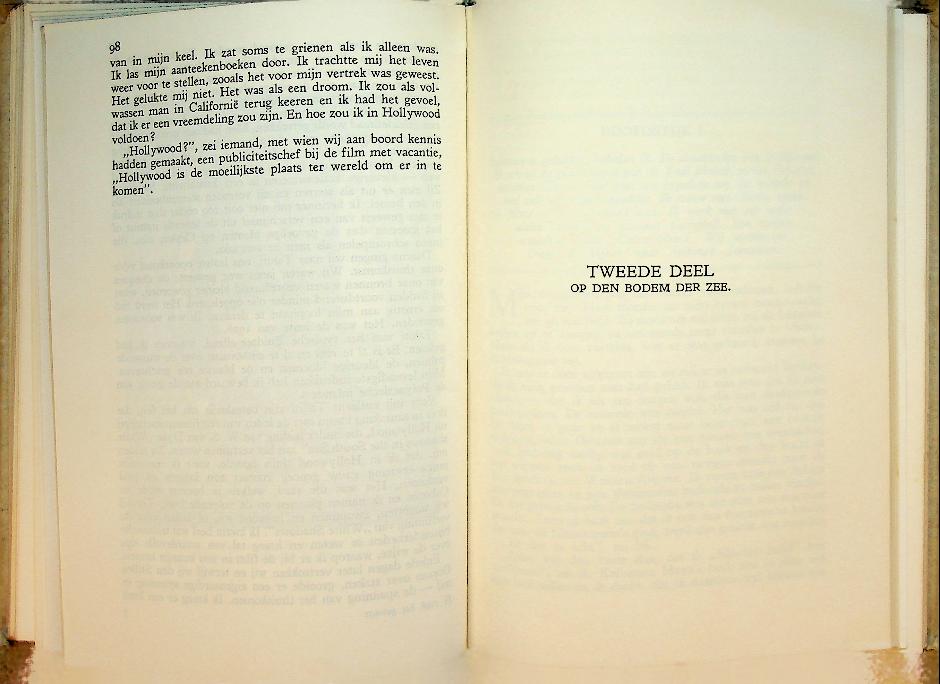 98
van in mijn keel. Ik zat soms te grienen als ik alleen was.
Ik las mijn aanteekenboeken door. Ik trachtte mij het leven
weer voor te stellen, zooals het voor mijn vertrek was geweest.
Het gelukte mij niet. Het was als een droom. Ik zou als vol-
wassen man in Californië terug keeren en ik had het gevoel,
dat ik er een vreemdeling zou zijn. En hoe zou ik in Hollywood
voldoen?
„Hollywood?", zei iemand, met wien wij aan boord kennis
hadden gemaakt, een publiciteitschef bij de film met vacantie,
„Hollywood is de moeilijkste plaats ter wereld om er in te
komen".
TWEEDE DEEL
OP DEN BODEM DER ZEE.